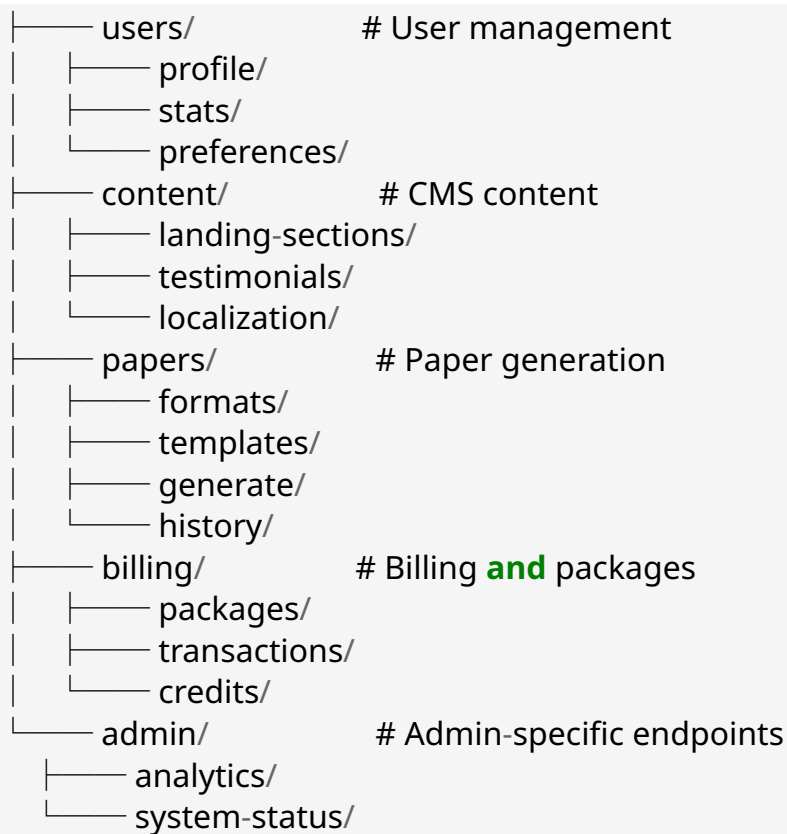 ├── users/ # User management
│ ├── profile/
│ ├── stats/
│ └── preferences/
├── content/ # CMS content
│ ├── landing-sections/
│ ├── testimonials/
│ └── localization/
├── papers/ # Paper generation
│ ├── formats/
│ ├── templates/
│ ├── generate/
│ └── history/
├── billing/ # Billing and packages
│ ├── packages/
│ ├── transactions/
│ └── credits/
└── admin/ # Admin-specific endpoints
├── analytics/
└── system-status/